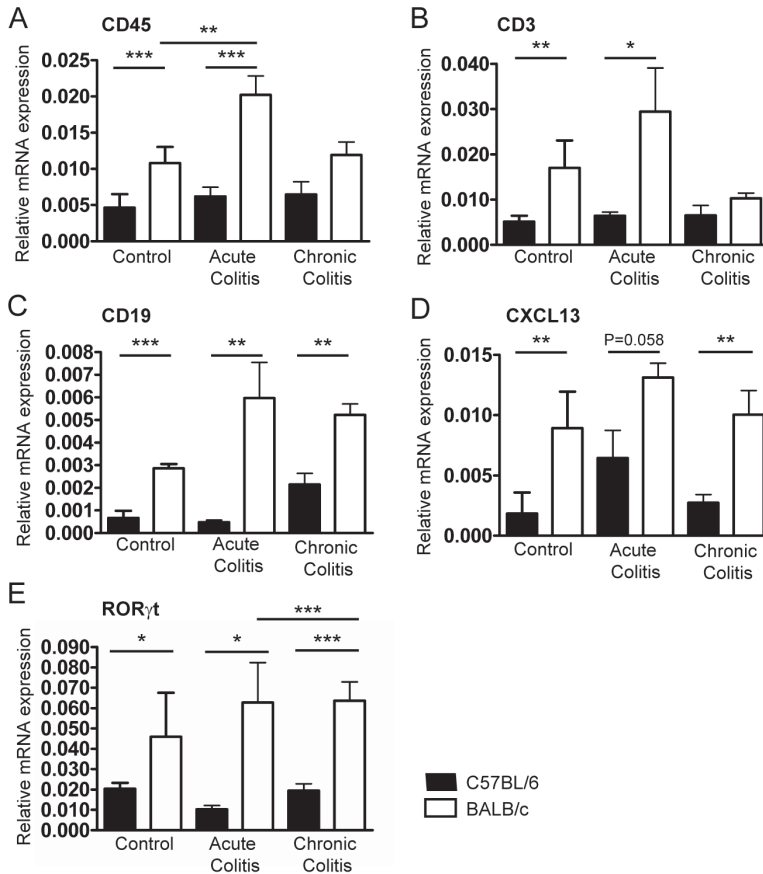 A
CD45
** 
*** ***
Relative mRNA expression
0.025
0.020
0.015
0.010
0.005
0.000
Control Acute Colitis Chronic Colitis
B
CD3
** *
Relative mRNA expression
0.040
0.030
0.020
0.010
0.000
Control Acute Colitis Chronic Colitis
C
CD19
*** ** **
Relative mRNA expression
0.008
0.007
0.006
0.005
0.004
0.003
0.002
0.001
0.000
Control Acute Colitis Chronic Colitis
D
CXCL13
** P=0.058 **
Relative mRNA expression
0.015
0.010
0.005
0.000
Control Acute Colitis Chronic Colitis
E
RORγt
***
* * ***
Relative mRNA expression
0.090
0.080
0.070
0.060
0.050
0.040
0.030
0.020
0.010
0.000
Control Acute Colitis Chronic Colitis
C57BL/6
BALB/c